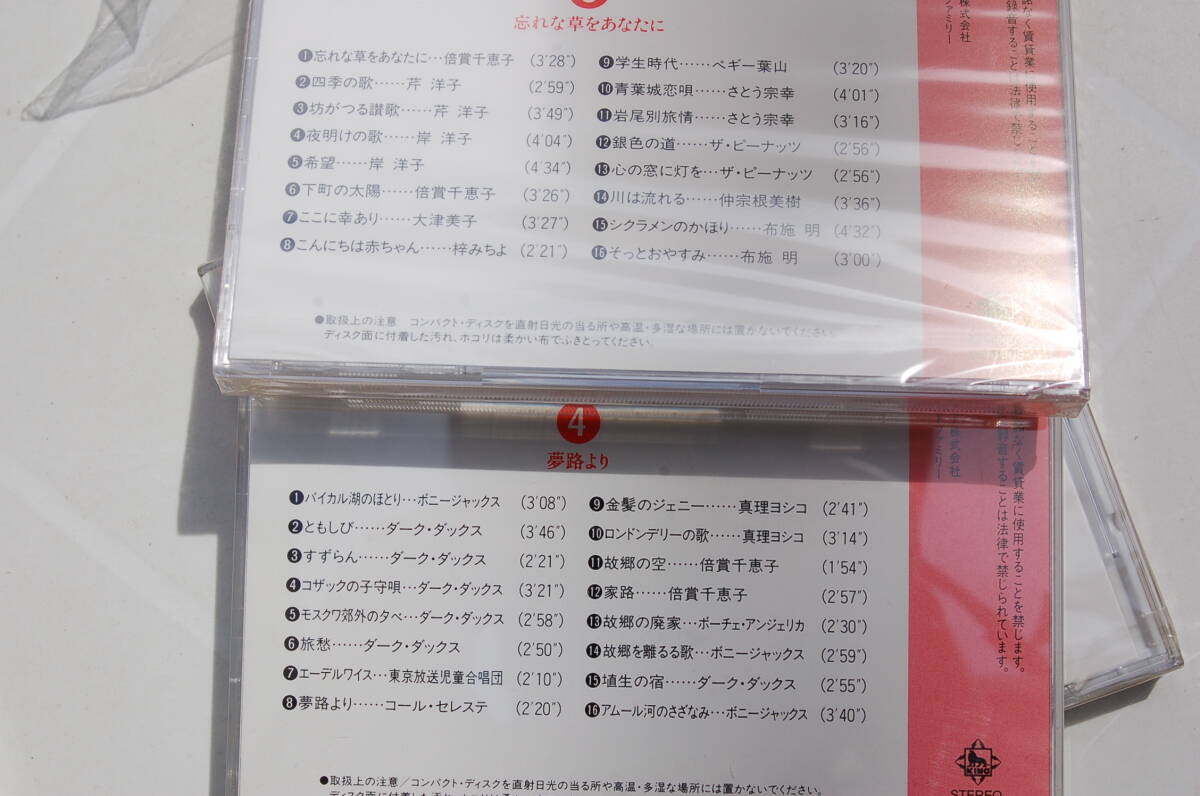 忘れな草をあなたに
❶忘れな草をあなたに…倍賞千恵子 (3'28")
❷四季の歌……芹 洋子 (2'59")
❸坊がつる讃歌……芹 洋子 (3'49")
❹夜明けの歌……岸 洋子 (4'04")
❺希望……岸 洋子 (4'34")
❻下町の太陽……倍賞千恵子 (3'26")
❼ここに幸あり……大津美子 (3'27")
❽こんにちは赤ちゃん……梓みちよ (2'21")
❾学生時代……ペギー葉山 (3'20")
❿青葉城恋唄……さとう宗幸 (4'01")
⓫岩尾別旅情……さとう宗幸 (3'16")
⓬銀色の道……ザ・ピーナッツ (2'56")
⓭心の窓に灯を…ザ・ピーナッツ (2'56")
⓮川は流れる……仲宗根美樹 (3'36")
⓯シクラメンのかほり……布施 明 (4'32")
⓰そっとおやすみ……布施 明 (3'00")
●取扱上の注意 コンパクト・ディスクを直射日光の当る所や高温・多湿な場所には置かないでください。
ディスク面に付着した汚れ、ホコリは柔かい布でふきとってください。
株式会社
ファミリー
4
夢路より
❶バイカル湖のほとり…ボニージャックス (3'08")
❷ともしび……ダーク・ダックス (3'46")
❸すずらん……ダーク・ダックス (2'21")
❹コザックの子守唄…ダーク・ダックス (3'21")
❺モスクワ郊外の夕べ…ダーク・ダックス (2'58")
❻旅愁……ダーク・ダックス (2'50")
❼エーデルワイス…東京放送児童合唱団 (2'10")
❽夢路より……コール・セレステ (2'20")
❾金髪のジェニー……真理ヨシコ (2'41")
❿ロンドンデリーの歌……真理ヨシコ (3'14")
⓫故郷の空……倍賞千恵子 (1'54")
⓬家路……倍賞千恵子 (2'57")
⓭故郷の廃家…ボーチェ・アンジェリカ (2'30")
⓮故郷を離るる歌…ボニージャックス (2'59")
⓯埴生の宿……ダーク・ダックス (2'55")
⓰アムール河のさざなみ…ボニージャックス (3'40")
●取扱上の注意/コンパクト・ディスクを直射日光の当る所や高温・多湿な場所には置かないでください。
なく賃貸業に使用することを禁じます。
録音することは法律で禁じられています。
株式会社
ファミリー
KING
STEREO